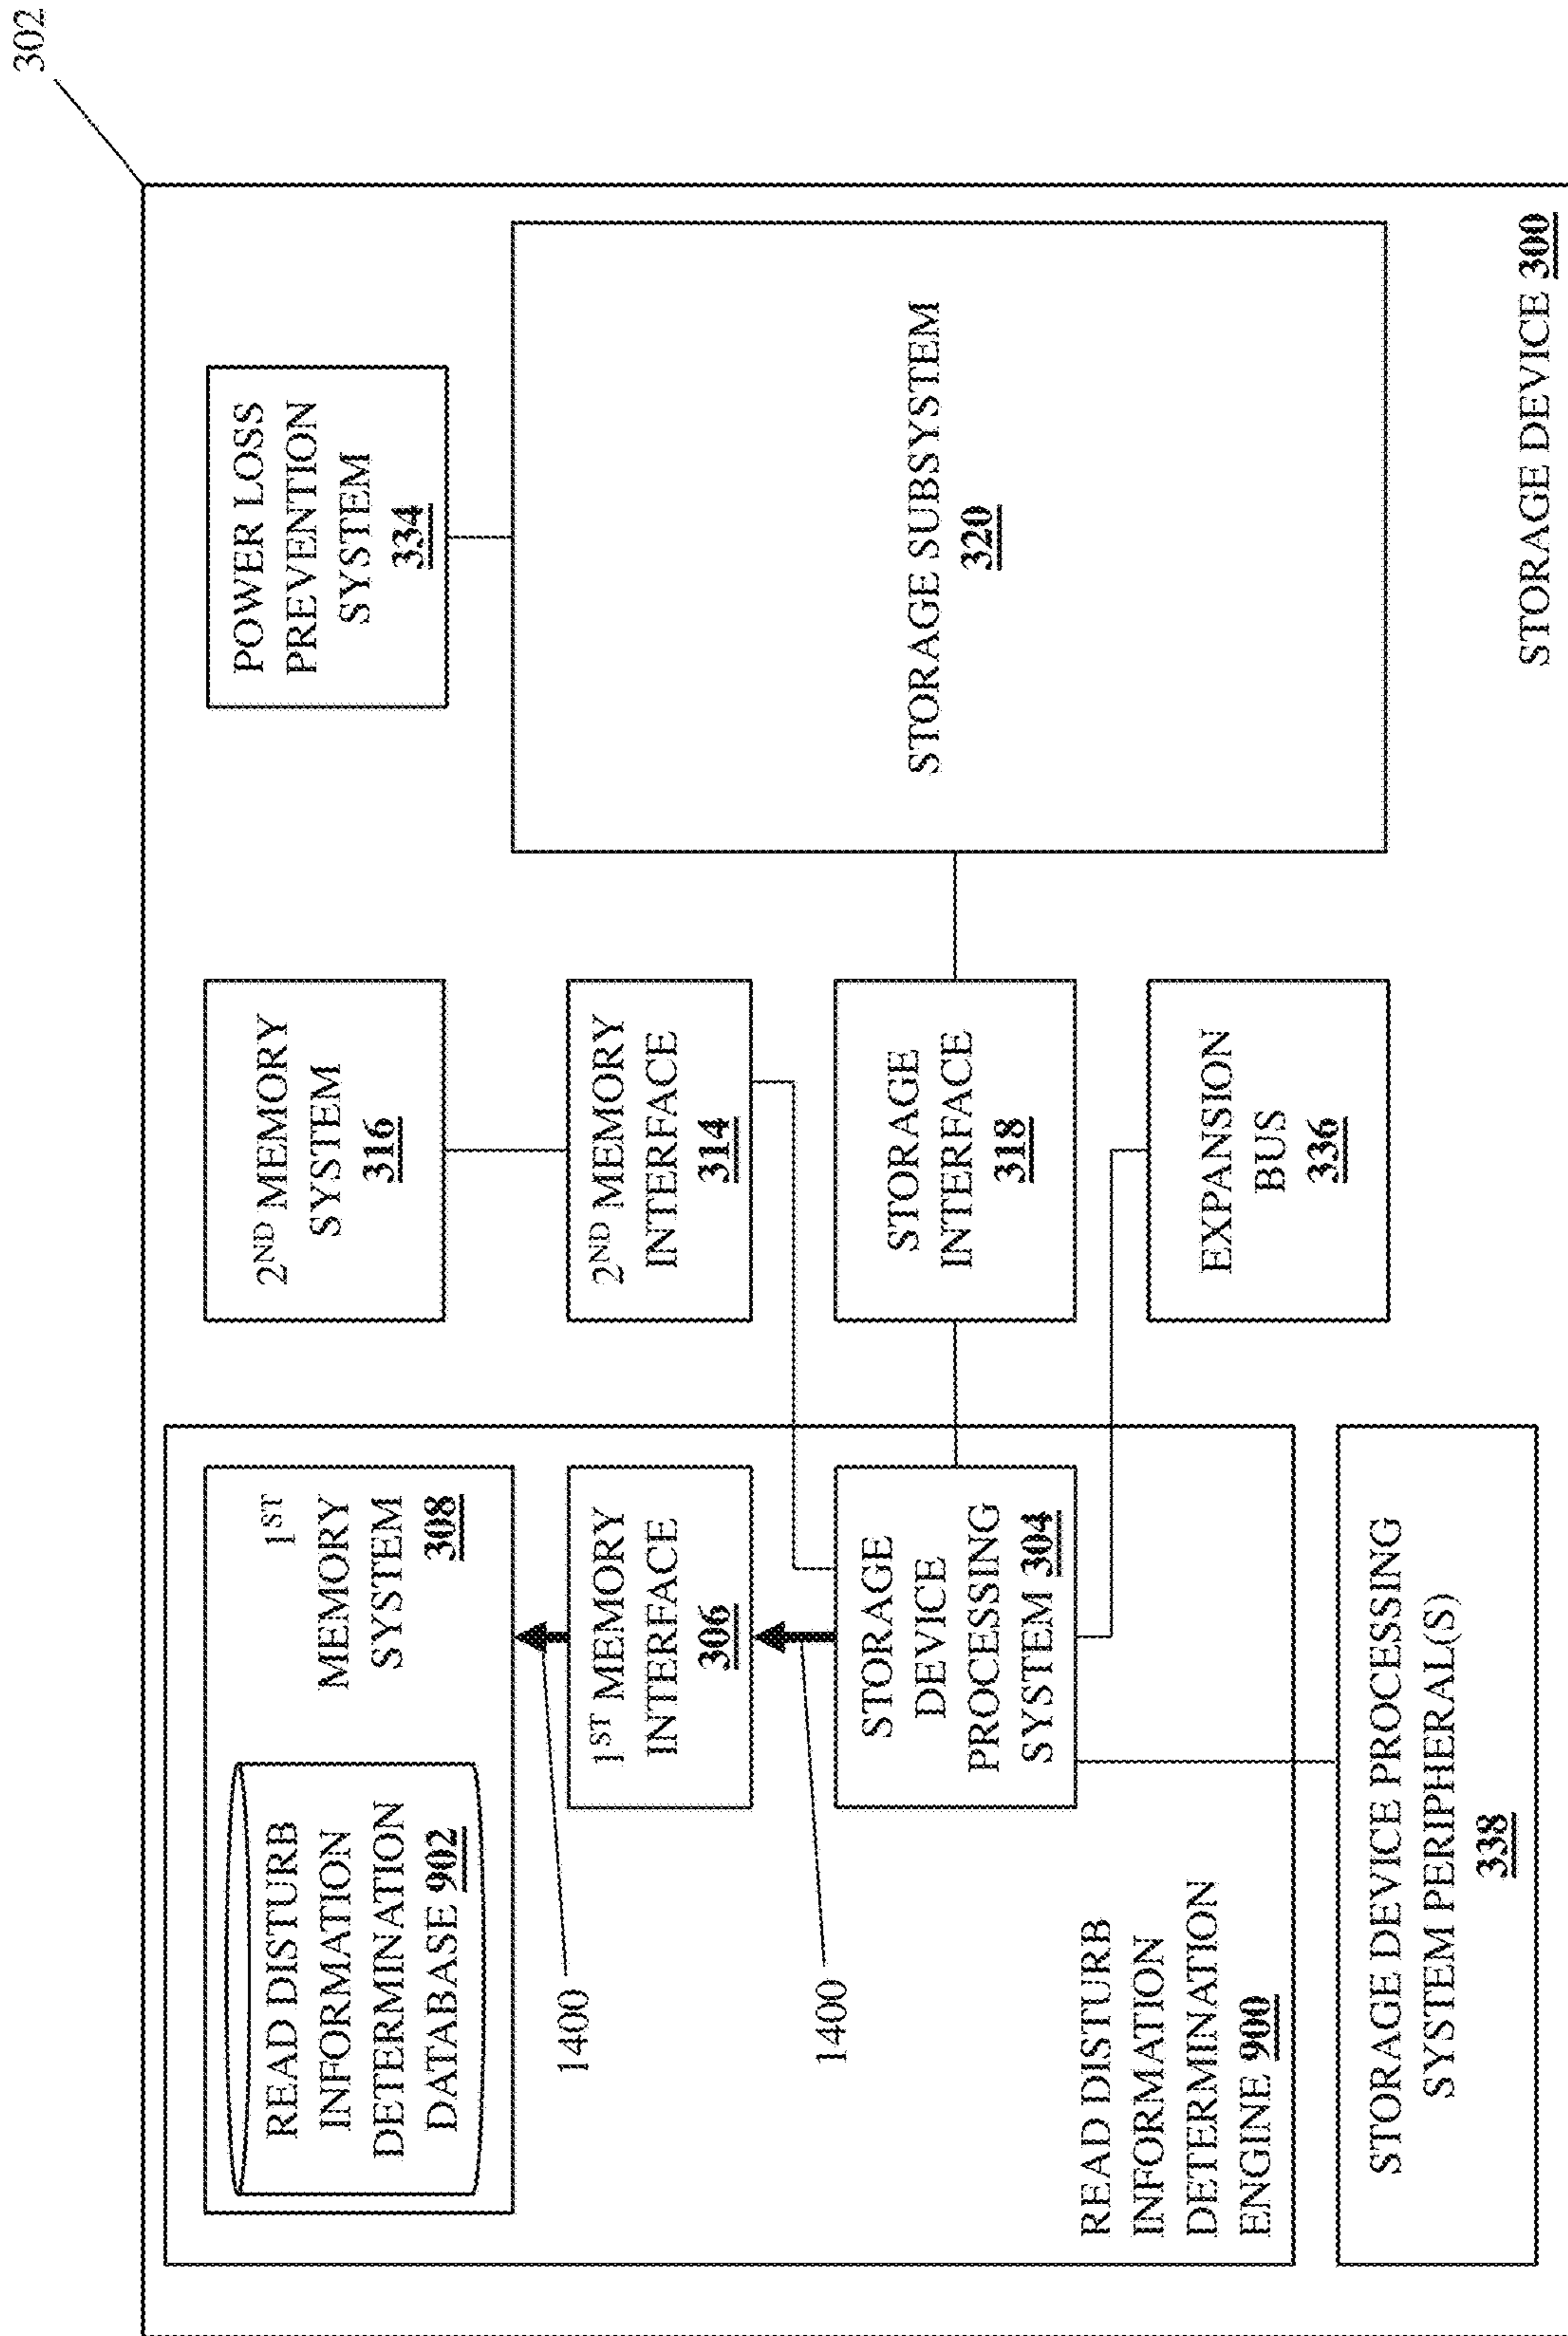 302
READ DISTURB
INFORMATION
DETERMINATION
DATABASE 902
1ST
MEMORY
SYSTEM 308
2ND MEMORY
SYSTEM
316
POWER LOSS
PREVENTION
SYSTEM
334
1400
1ST MEMORY
INTERFACE
306
2ND MEMORY
INTERFACE
314
1400
STORAGE
DEVICE
PROCESSING
SYSTEM 304
STORAGE
INTERFACE
318
STORAGE SUBSYSTEM
320
READ DISTURB
INFORMATION
DETERMINATION
ENGINE 900
EXPANSION
BUS
336
STORAGE DEVICE PROCESSING
SYSTEM PERIPHERAL(S)
338
STORAGE DEVICE 300